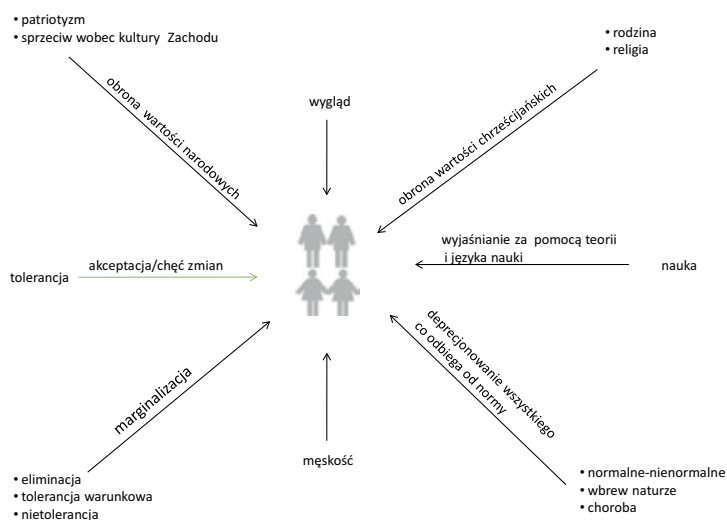 • patriotyzm
• sprzeciw wobec kultury Zachodu
• rodzina
• religia
obrona wartości narodowych
wygląd
obrona wartości chrześcijańskich
tolerancja
akceptacja/chęć zmian
wyjaśnianie za pomocą teorii
i języka nauki
nauka
marginalizacja
męskość
deprecjonowanie wszystkiego
co odbiega od normy
• eliminacja
• tolerancja warunkowa
• nietolerancja
• normalne-nienormalne
• wbrew naturze
• choroba